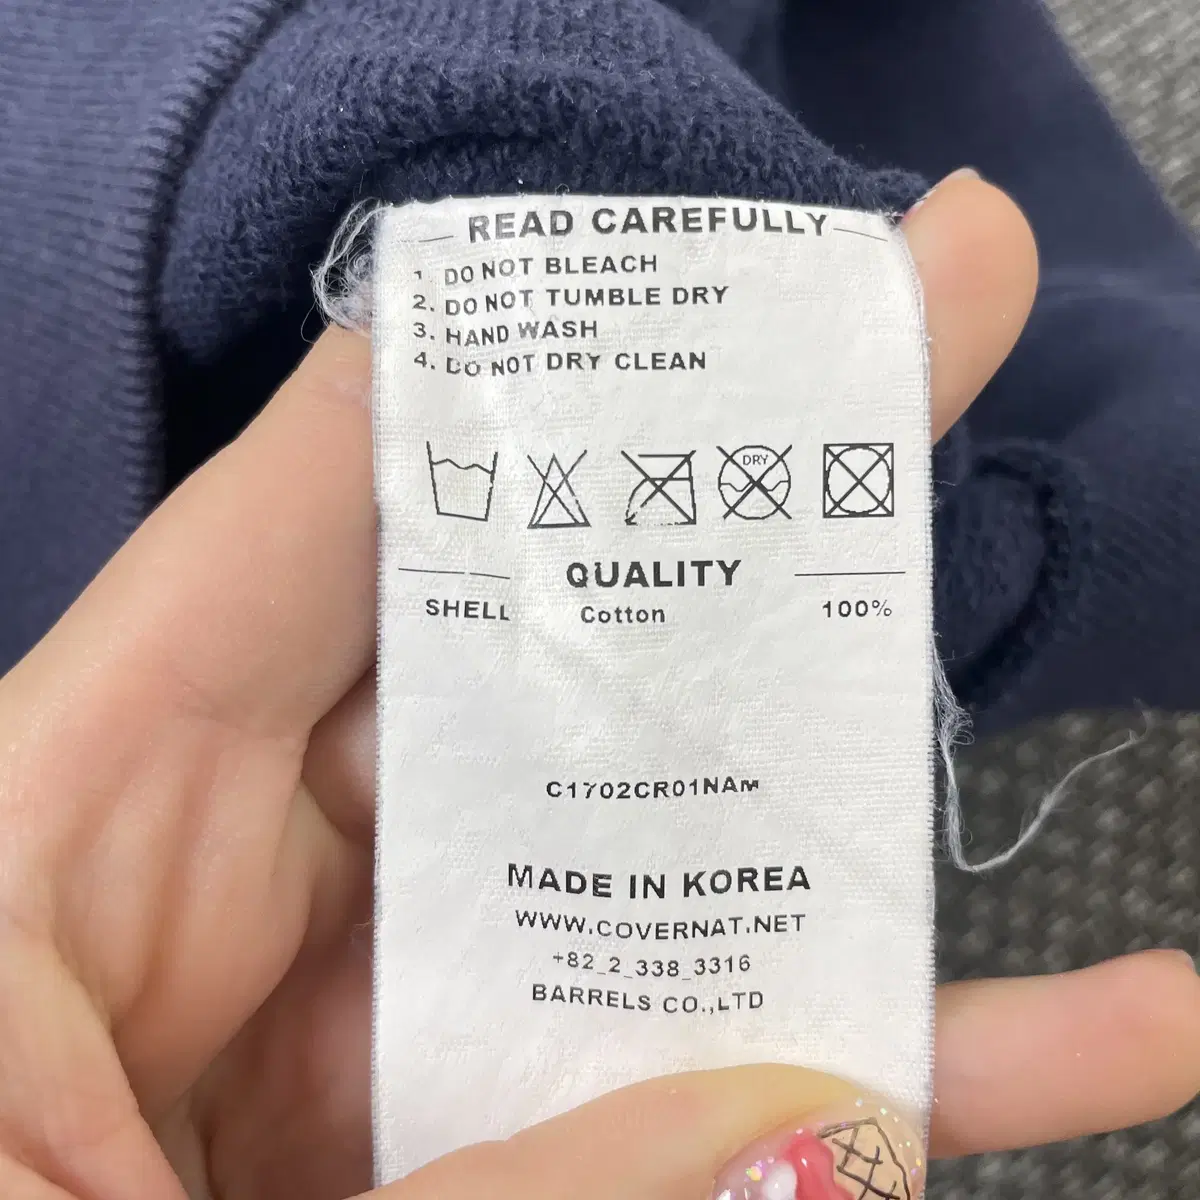 READ CAREFULLY
1. DO NOT BLEACH
2. DO NOT TUMBLE DRY
3. HAND WASH
4. DO NOT DRY CLEAN
DRY
QUALITY
SHELL Cotton 100%
C1702CR01NAM
MADE IN KOREA
WWW.COVERNAT.NET
+82_2_338_3316
BARRELS CO.,LTD